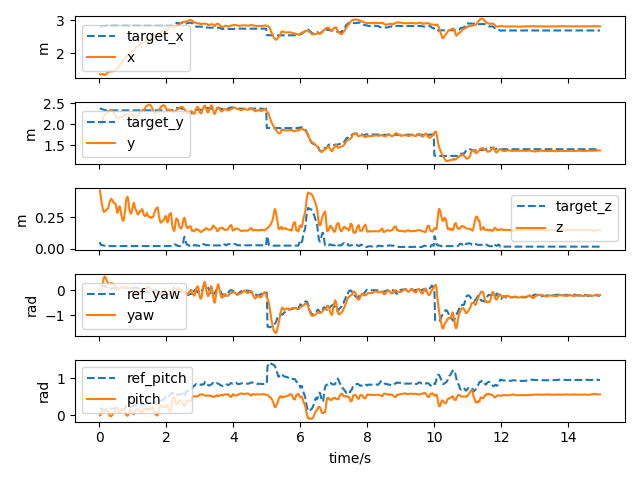 3
2
m
target_x
x
2.5
2.0
1.5
m
target_y
y
0.25
0.00
m
target_z
z
0
−1
rad
ref_yaw
yaw
1
0
rad
ref_pitch
pitch
0 2 4 6 8 10 12 14
time/s